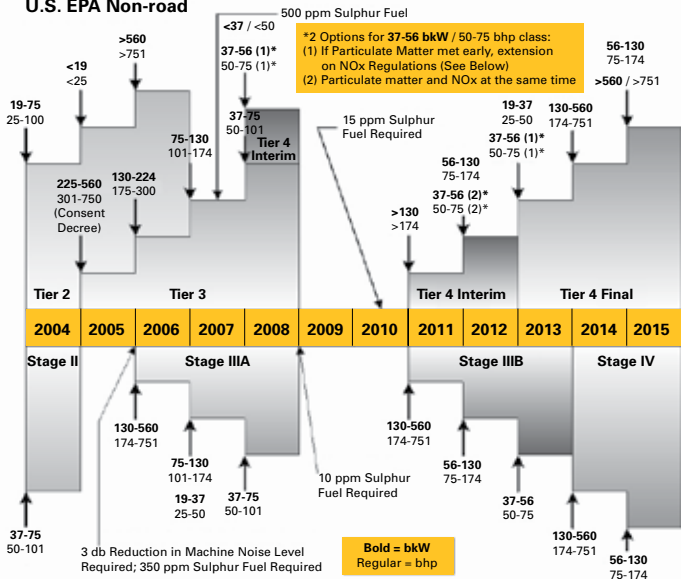 U.S. EPA Non-road
500 ppm Sulphur Fuel
<37 / <50
*2 Options for 37-56 bkW / 50-75 bhp class:
(1) If Particulate Matter met early, extension
on NOx Regulations (See Below)
(2) Particulate matter and NOx at the same time
>560
>751
37-56 (1)*
50-75 (1)*
56-130
75-174
>560 / >751
<19
<25
19-75
25-100
37-75
50-101
Tier 4
Interim
75-130
101-174
15 ppm Sulphur
Fuel Required
19-37
25-50
37-56 (1)*
50-75 (1)*
130-560
174-751
225-560
301-750
(Consent
Decree)
130-224
175-300
56-130
75-174
37-56 (2)*
50-75 (2)*
>130
>174
Tier 2
Tier 3
Tier 4 Interim
Tier 4 Final
2004 2005 2006 2007 2008 2009 2010 2011 2012 2013 2014 2015
Stage II
Stage IIIA
Stage IIIB
Stage IV
130-560
174-751
75-130
101-174
19-37
25-50
37-75
50-101
10 ppm Sulphur
Fuel Required
130-560
174-751
56-130
75-174
37-56
50-75
130-560
174-751
56-130
75-174
37-75
50-101
3 db Reduction in Machine Noise Level
Required; 350 ppm Sulphur Fuel Required
Bold = bkW
Regular = bhp